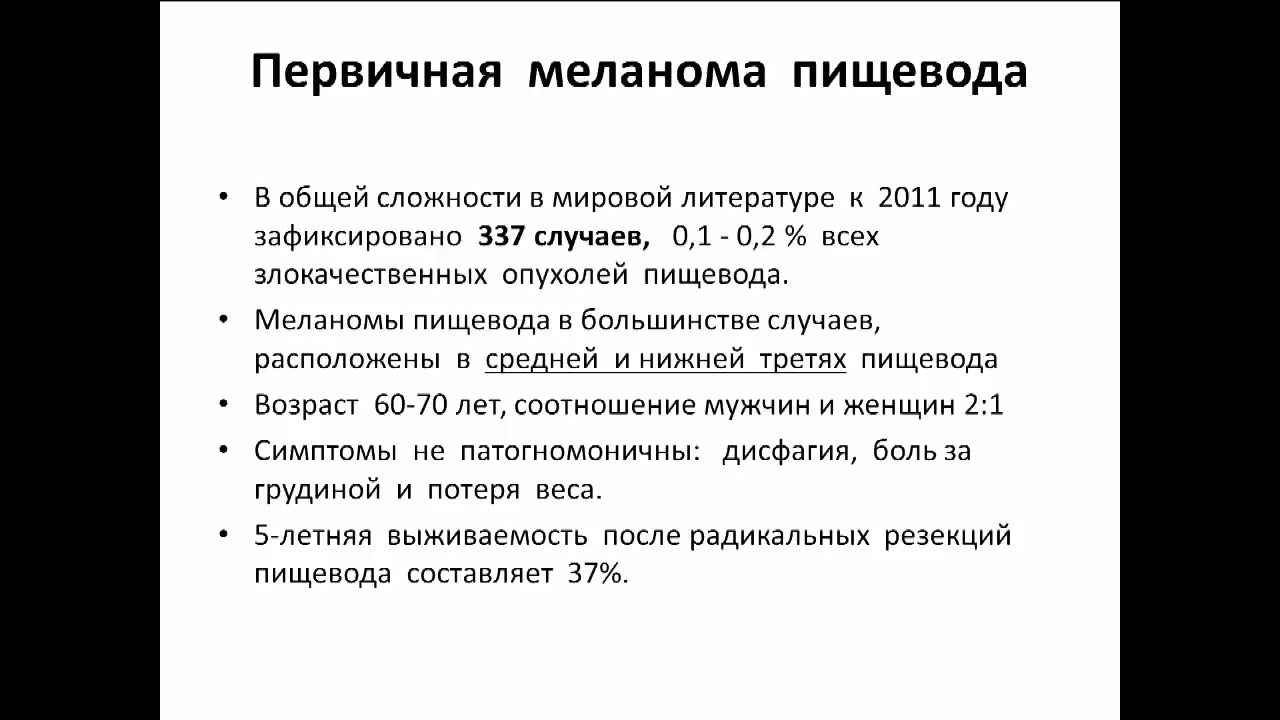 Первичная меланома пищевода
• В общей сложности в мировой литературе к 2011 году
зафиксировано 337 случаев, 0,1 - 0,2 % всех
злокачественных опухолей пищевода.
• Меланомы пищевода в большинстве случаев,
расположены в средней и нижней третях пищевода
• Возраст 60-70 лет, соотношение мужчин и женщин 2:1
• Симптомы не патогномоничны: дисфагия, боль за
грудиной и потеря веса.
• 5-летняя выживаемость после радикальных резекций
пищевода составляет 37%.